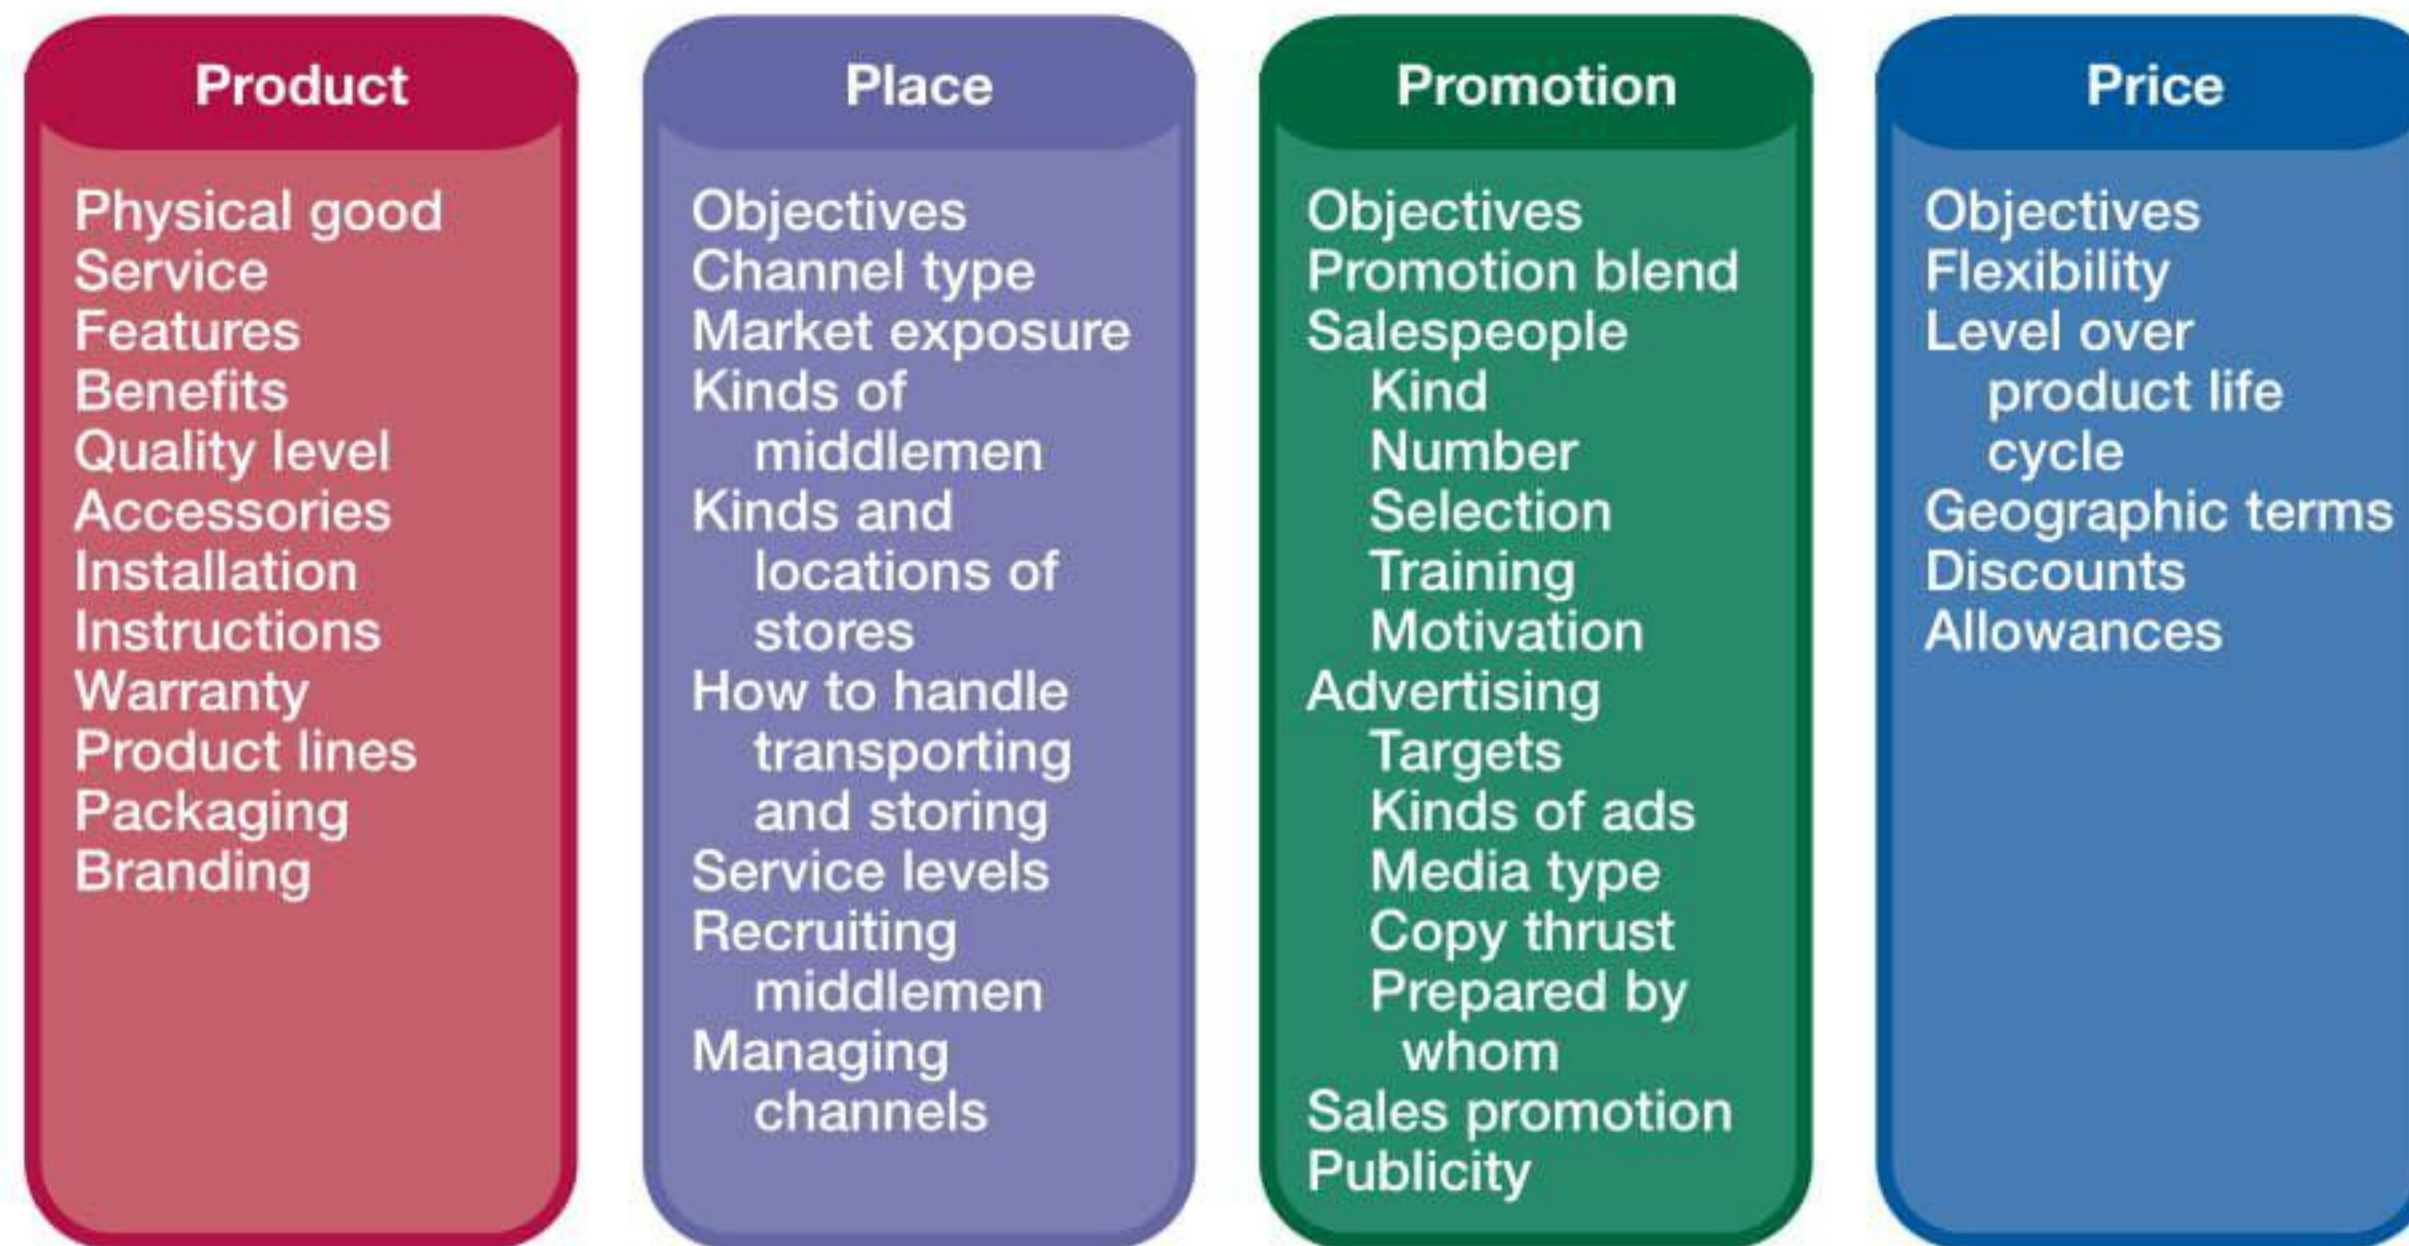 Product
Physical good
Service
Features
Benefits
Quality level
Accessories
Installation
Instructions
Warranty
Product lines
Packaging
Branding
Place
Objectives
Channel type
Market exposure
Kinds of
middlemen
Kinds and
locations of
stores
How to handle
transporting
and storing
Service levels
Recruiting
middlemen
Managing
channels
Promotion
Objectives
Promotion blend
Salespeople
Kind
Number
Selection
Training
Motivation
Advertising
Targets
Kinds of ads
Media type
Copy thrust
Prepared by
whom
Sales promotion
Publicity
Price
Objectives
Flexibility
Level over
product life
cycle
Geographic terms
Discounts
Allowances